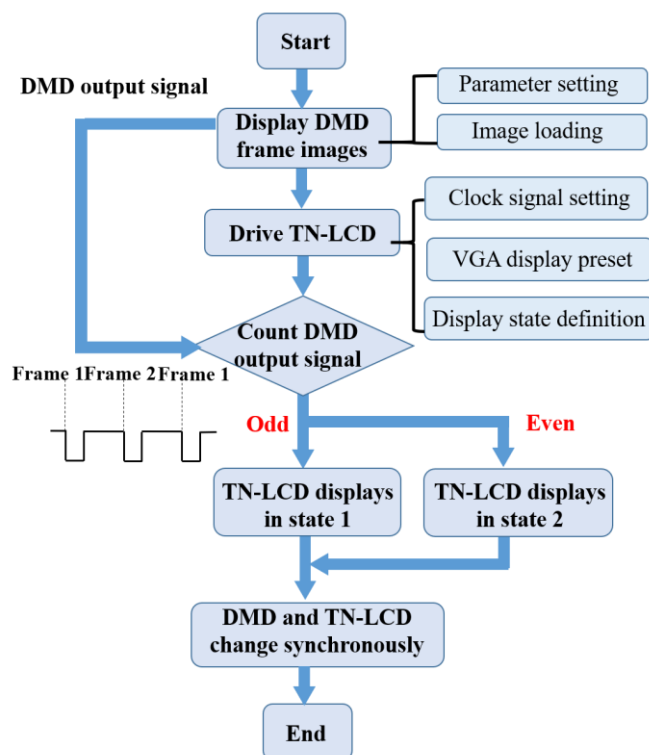 Start
DMD output signal
Parameter setting
Display DMD
frame images
Image loading
Clock signal setting
Drive TN-LCD
VGA display preset
Display state definition
Count DMD
output signal
Frame 1 Frame 2 Frame 1
Odd
Even
TN-LCD displays
in state 1
TN-LCD displays
in state 2
DMD and TN-LCD
change synchronously
End